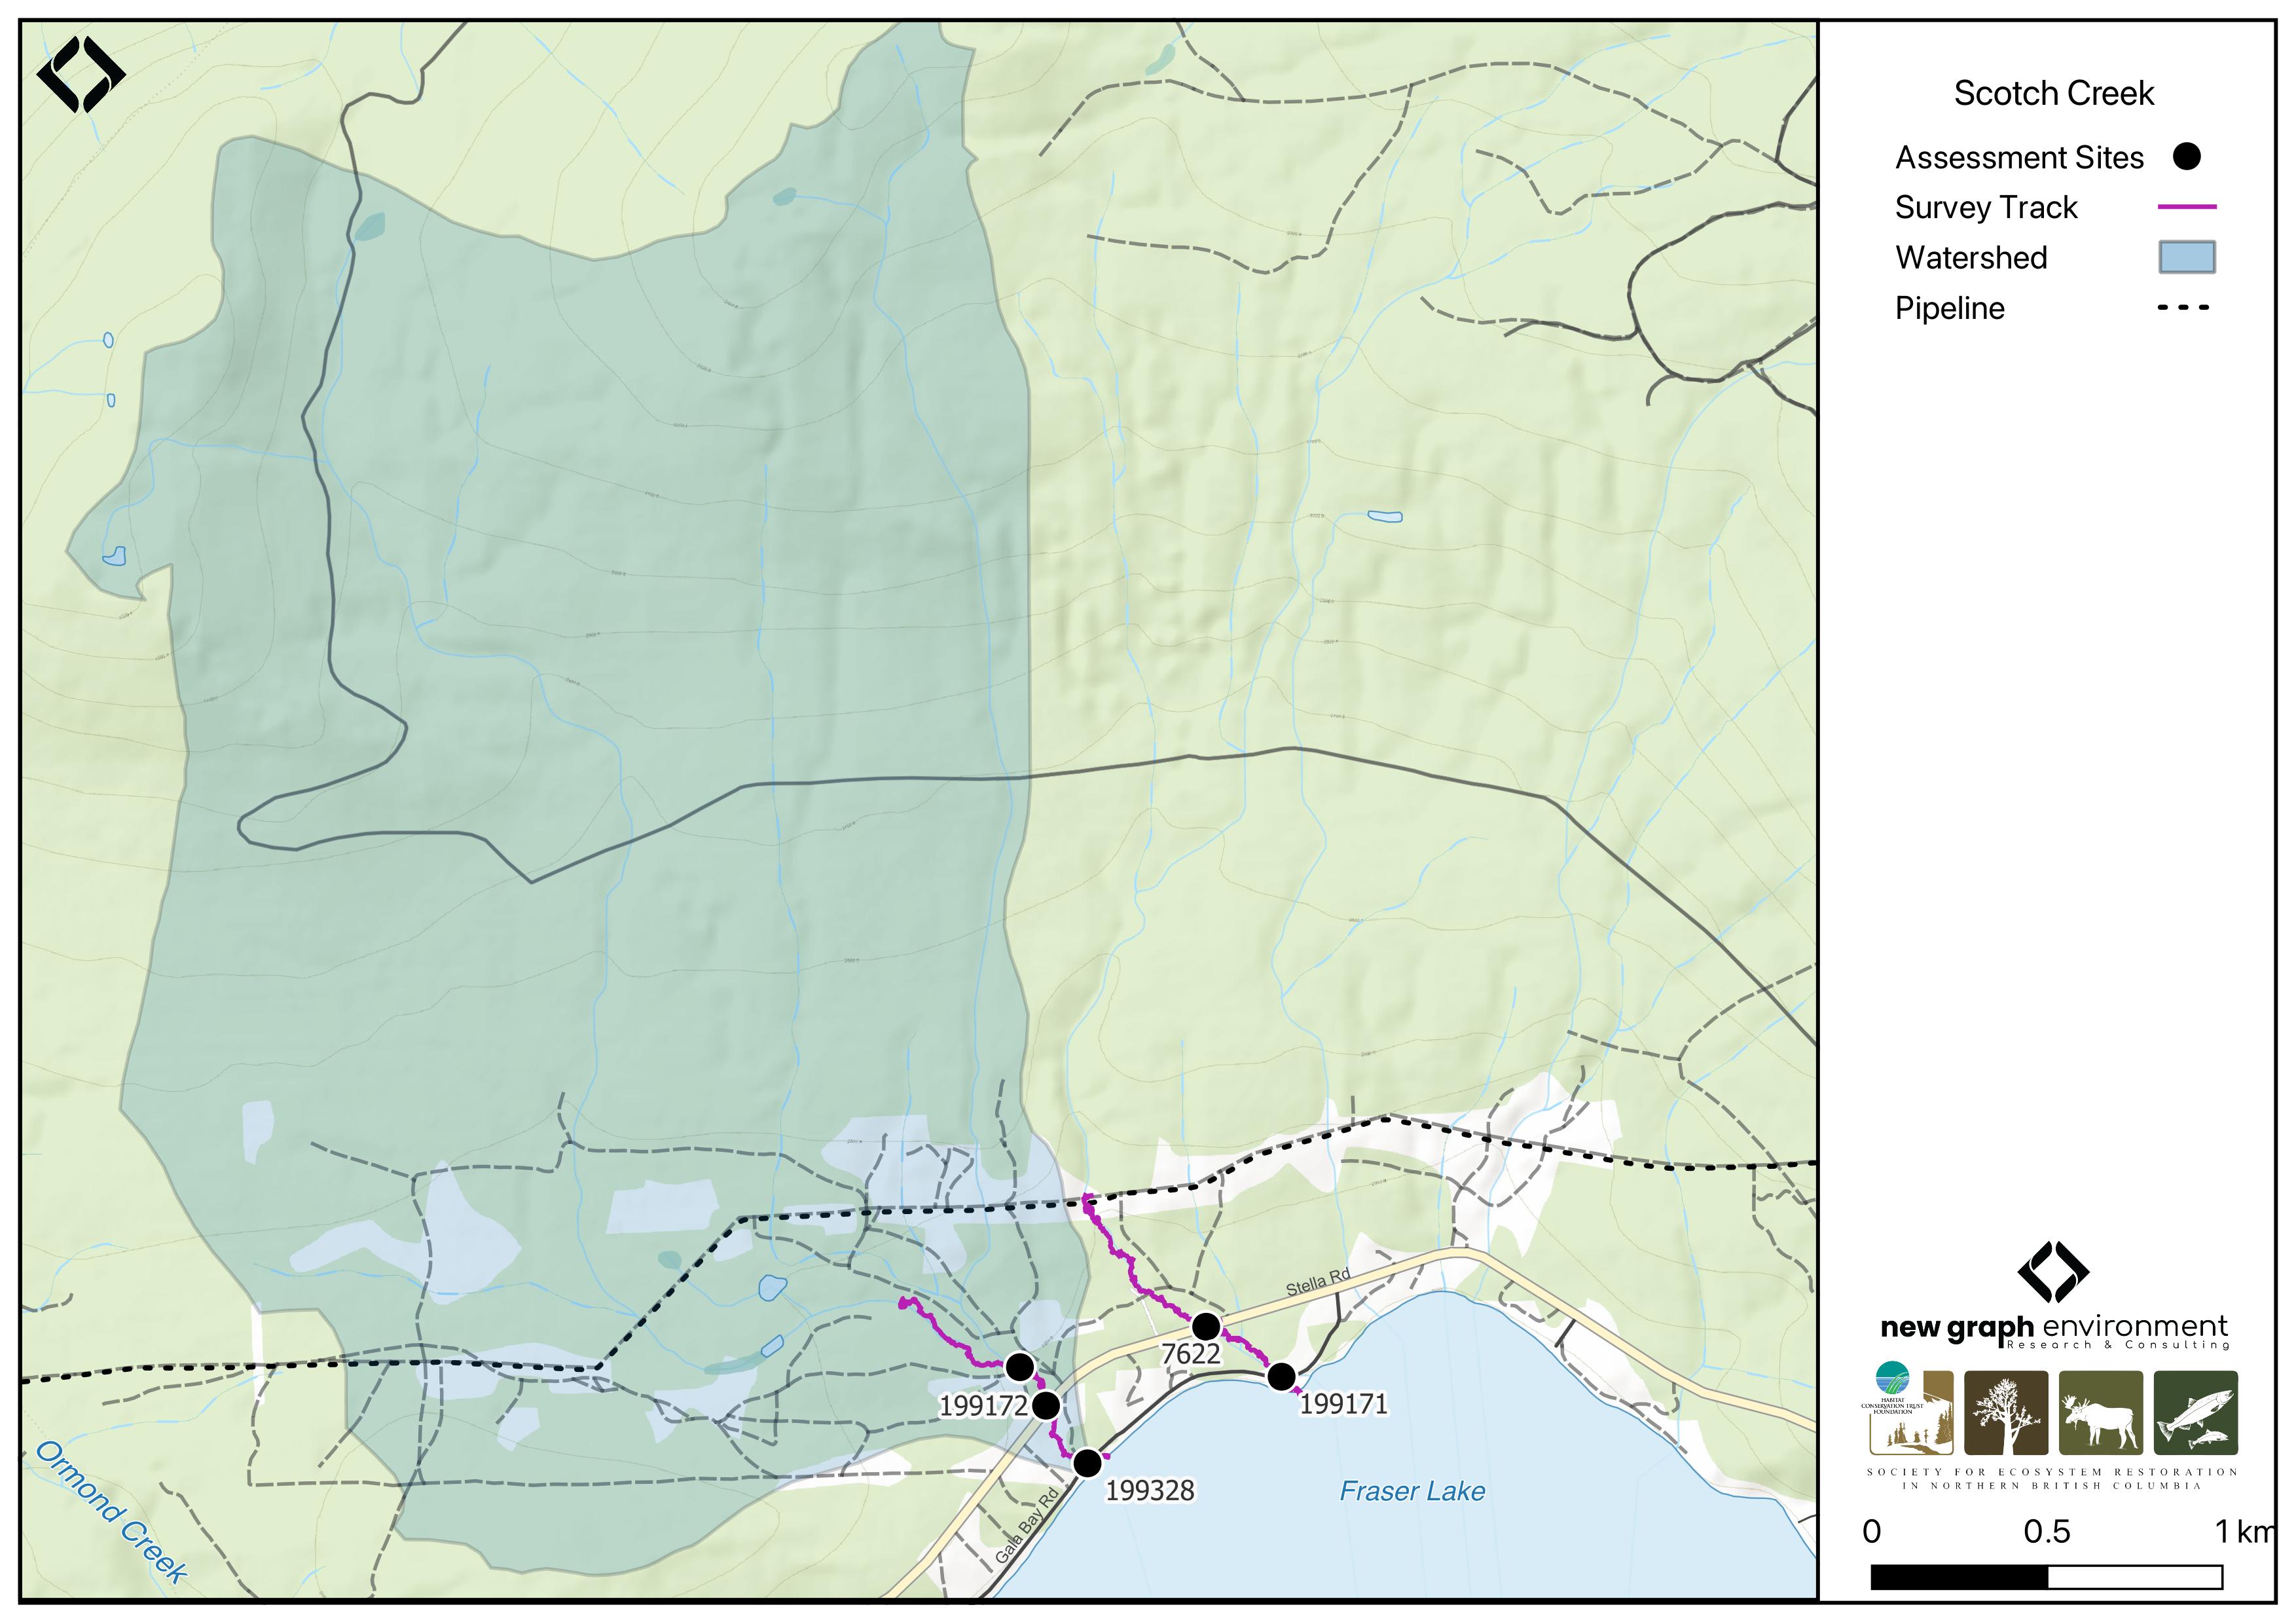 Scotch Creek
Assessment Sites
Survey Track
Watershed
Pipeline
Stella Rd
7622
199172
199171
199328
Gala Bay Rd
Fraser Lake
Ormond Creek
new graph environment
Research & Consulting
HABITAT
CONSERVATION TRUST
FOUNDATION
SOCIETY FOR ECOSYSTEM RESTORATION
IN NORTHERN BRITISH COLUMBIA
0 0.5 1 km